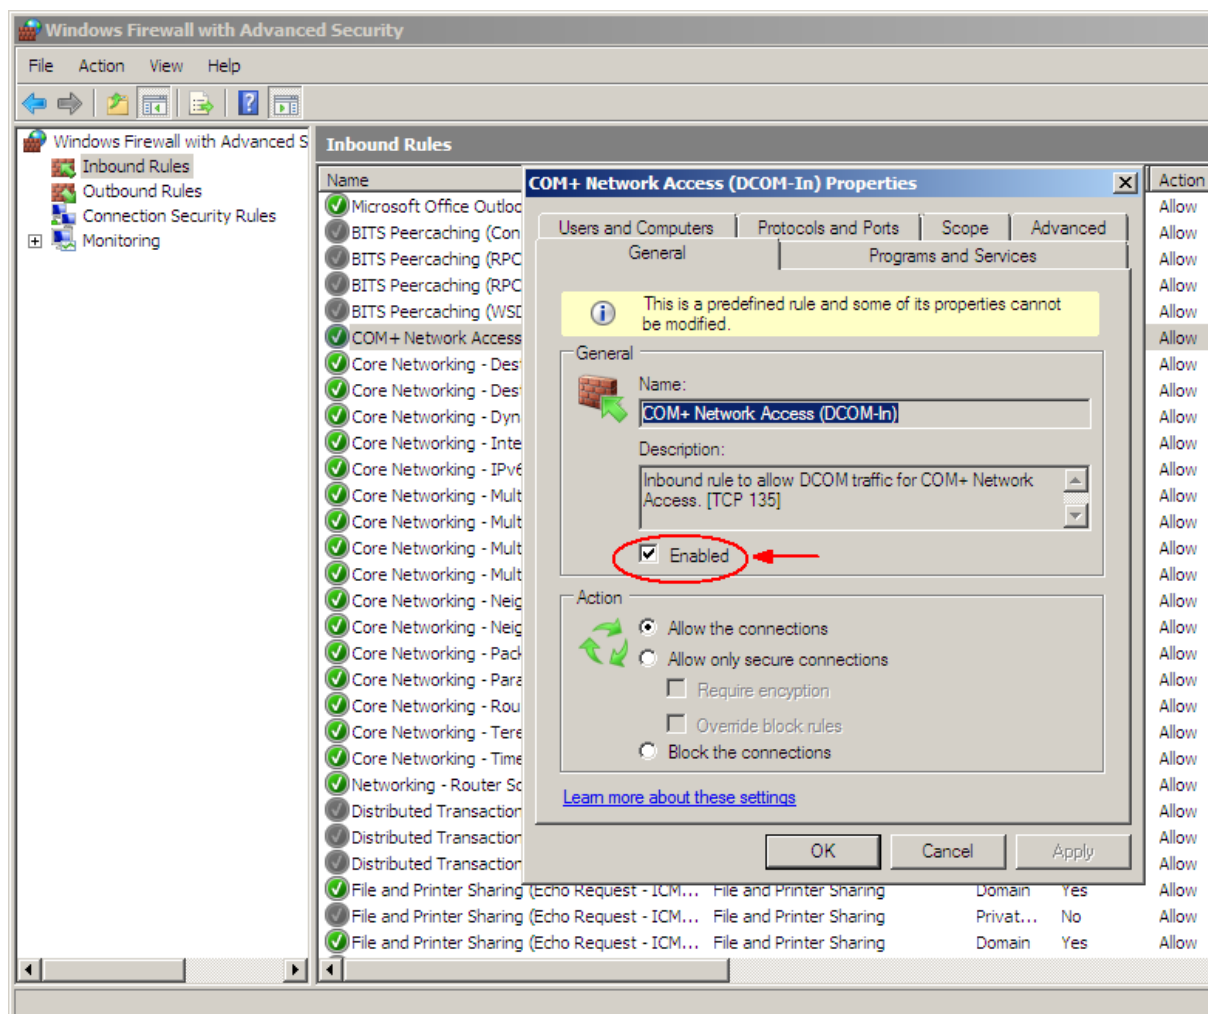 Windows Firewall with Advanced Security
File Action View Help
Windows Firewall with Advanced S
Inbound Rules
Outbound Rules
Connection Security Rules
Monitoring
Inbound Rules
Name
Action
Microsoft Office Outloo
Allow
BITS Peercaching (Con
Allow
BITS Peercaching (RPC
Allow
BITS Peercaching (RPC
Allow
BITS Peercaching (WSD
Allow
COM+ Network Access
Allow
Core Networking - Dest
Allow
Core Networking - Dest
Allow
Core Networking - Dyn
Allow
Core Networking - Inte
Allow
Core Networking - IPv6
Allow
Core Networking - Mult
Allow
Core Networking - Mult
Allow
Core Networking - Mult
Allow
Core Networking - Mult
Allow
Core Networking - Neig
Allow
Core Networking - Neig
Allow
Core Networking - Pack
Allow
Core Networking - Para
Allow
Core Networking - Rou
Allow
Core Networking - Tere
Allow
Core Networking - Time
Allow
Networking - Router So
Allow
Distributed Transaction
Allow
Distributed Transaction
Allow
Distributed Transaction
Allow
File and Printer Sharing (Echo Request - ICM... File and Printer Sharing Domain Yes Allow
File and Printer Sharing (Echo Request - ICM... File and Printer Sharing Privat... No Allow
File and Printer Sharing (Echo Request - ICM... File and Printer Sharing Domain Yes Allow
COM+ Network Access (DCOM-In) Properties
Users and Computers Protocols and Ports Scope Advanced
General Programs and Services
This is a predefined rule and some of its properties cannot
be modified.
General
Name:
COM+ Network Access (DCOM-In)
Description:
Inbound rule to allow DCOM traffic for COM+ Network
Access. [TCP 135]
Enabled
Action
Allow the connections
Allow only secure connections
Require encyption
Override block rules
Block the connections
Learn more about these settings
OK Cancel Apply